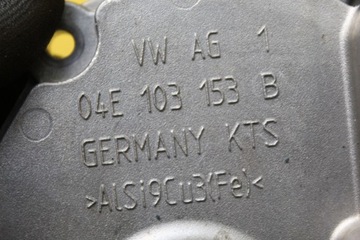 VW AG 1
04E 103 153 B
GERMANY KTS
>AlSi9Cu3(Fe)<